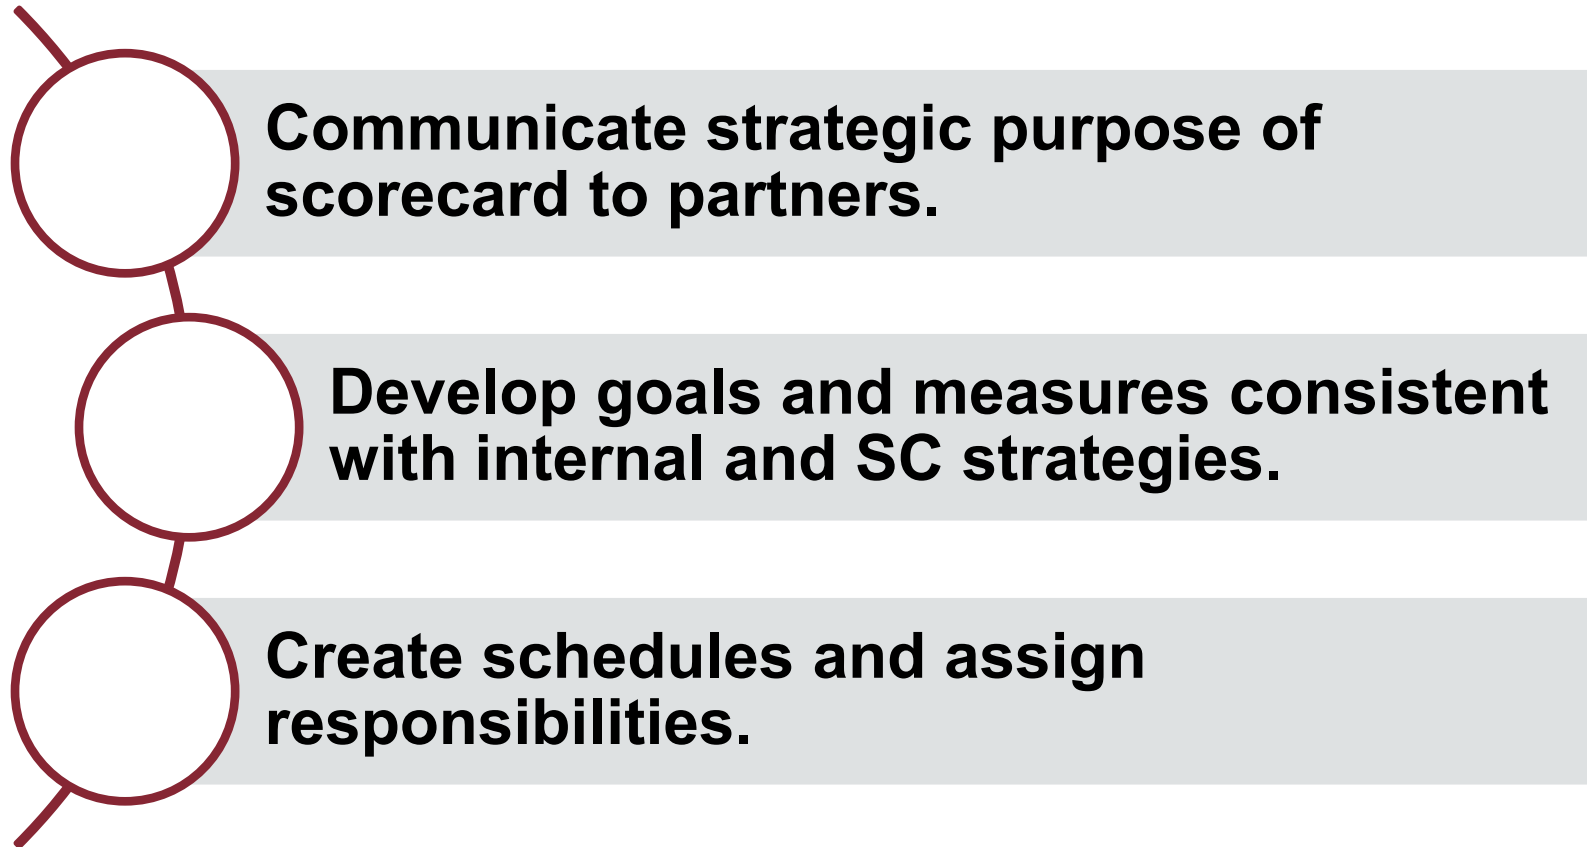 Communicate strategic purpose of
scorecard to partners.
Develop goals and measures consistent
with internal and SC strategies.
Create schedules and assign
responsibilities.